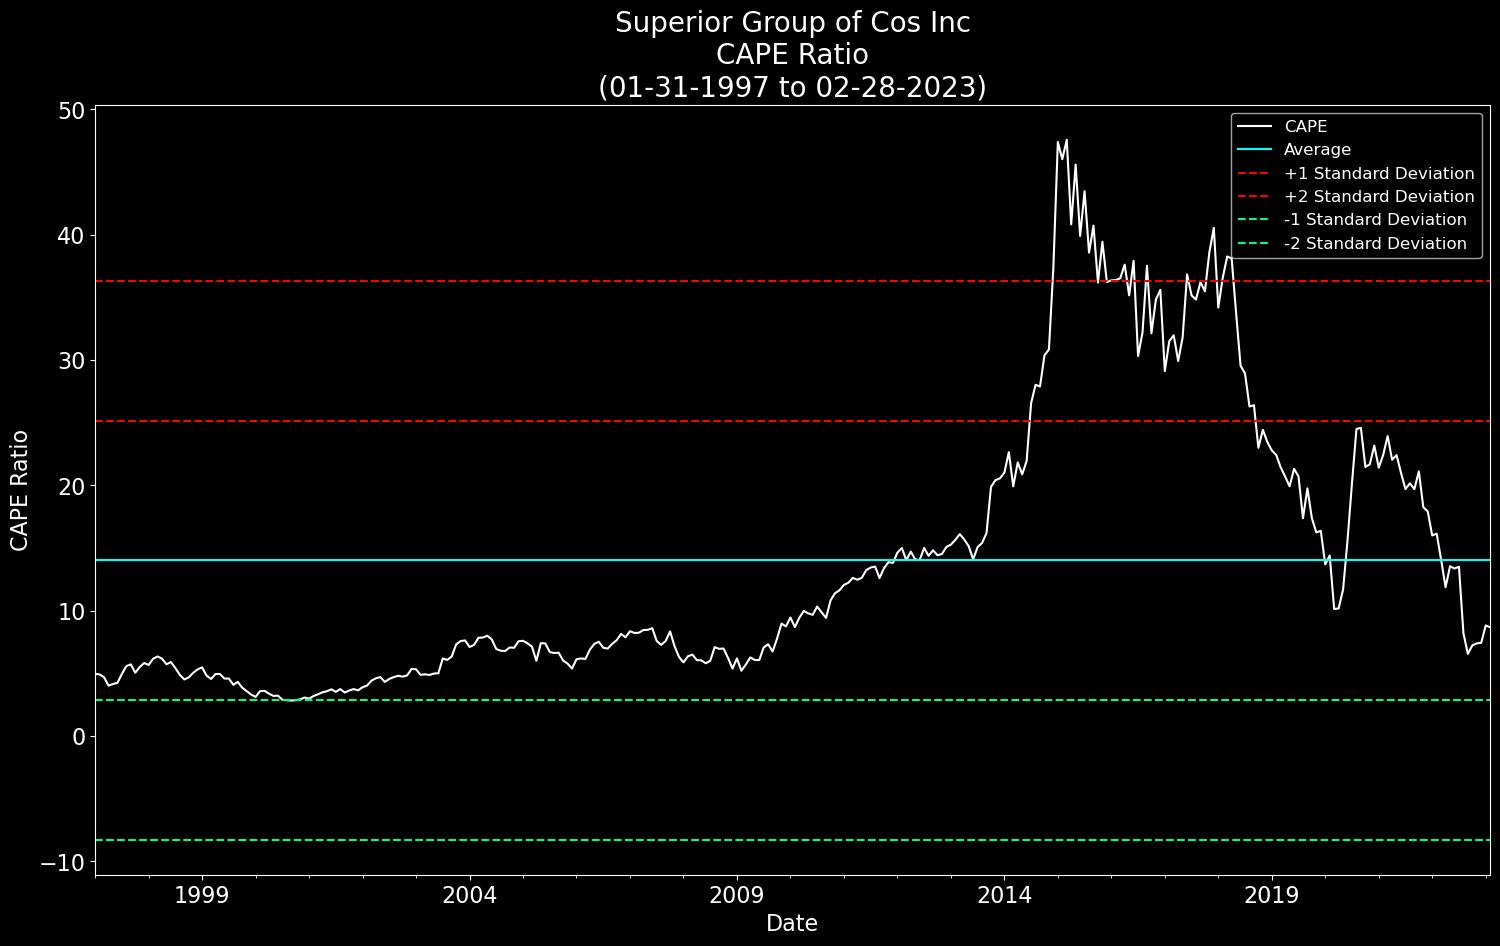 Superior Group of Cos Inc
CAPE Ratio
(01-31-1997 to 02-28-2023)
CAPE
Average
+1 Standard Deviation
+2 Standard Deviation
-1 Standard Deviation
-2 Standard Deviation
50
40
30
20
10
0
−10
CAPE Ratio
1999
2004
2009
2014
2019
Date